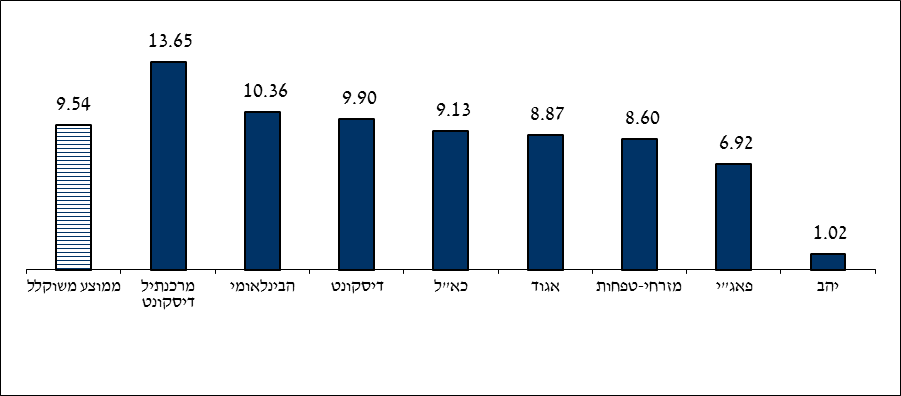 13.65
10.36
9.90
9.54
9.13
8.87
8.60
6.92
1.02
ממוצע משוקלל
מרכנתיל
דיסקונט
הבינלאומי
דיסקונט
כא"ל
אגוד
מזרחי-טפחות
פאג"י
יהב